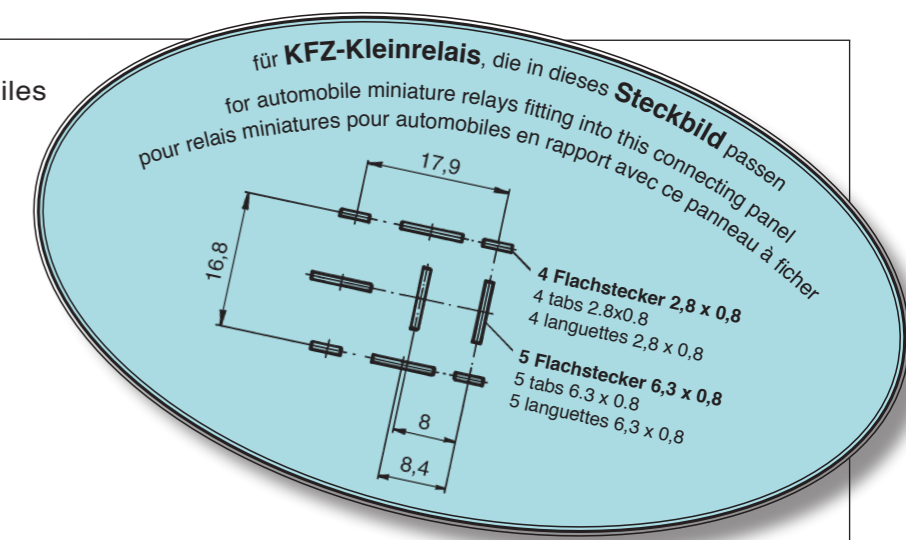 iles
für KFZ-Kleinrelais, die in dieses Steckbild passen
for automobile miniature relays fitting into this connecting panel
pour relais miniatures pour automobiles en rapport avec ce panneau à ficher
17,9
16,8
4 Flachstecker 2,8 x 0,8
4 tabs 2.8x0.8
4 languettes 2,8 x 0,8
5 Flachstecker 6,3 x 0,8
5 tabs 6.3 x 0.8
5 languettes 6,3 x 0,8
8
8,4